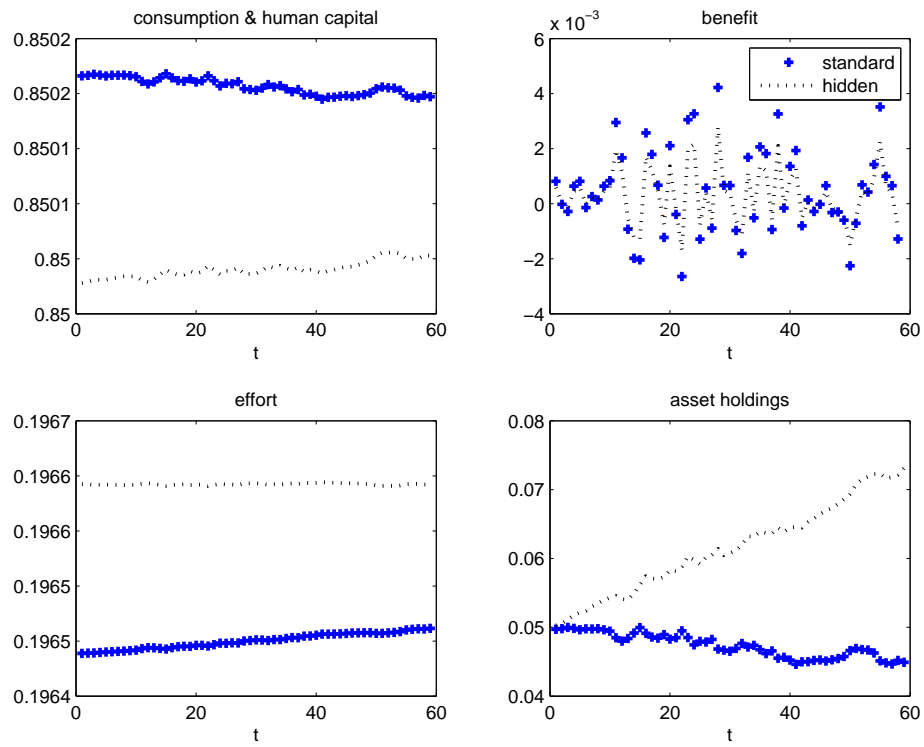 consumption & human capital
0.8502
0.8502
0.8501
0.8501
0.85
0.85
0 20 40 60
t
benefit
x 10^−3
6
4
2
0
−2
−4
0 20 40 60
t
standard
hidden
effort
0.1967
0.1966
0.1966
0.1965
0.1965
0.1964
0 20 40 60
t
asset holdings
0.08
0.07
0.06
0.05
0.04
0 20 40 60
t